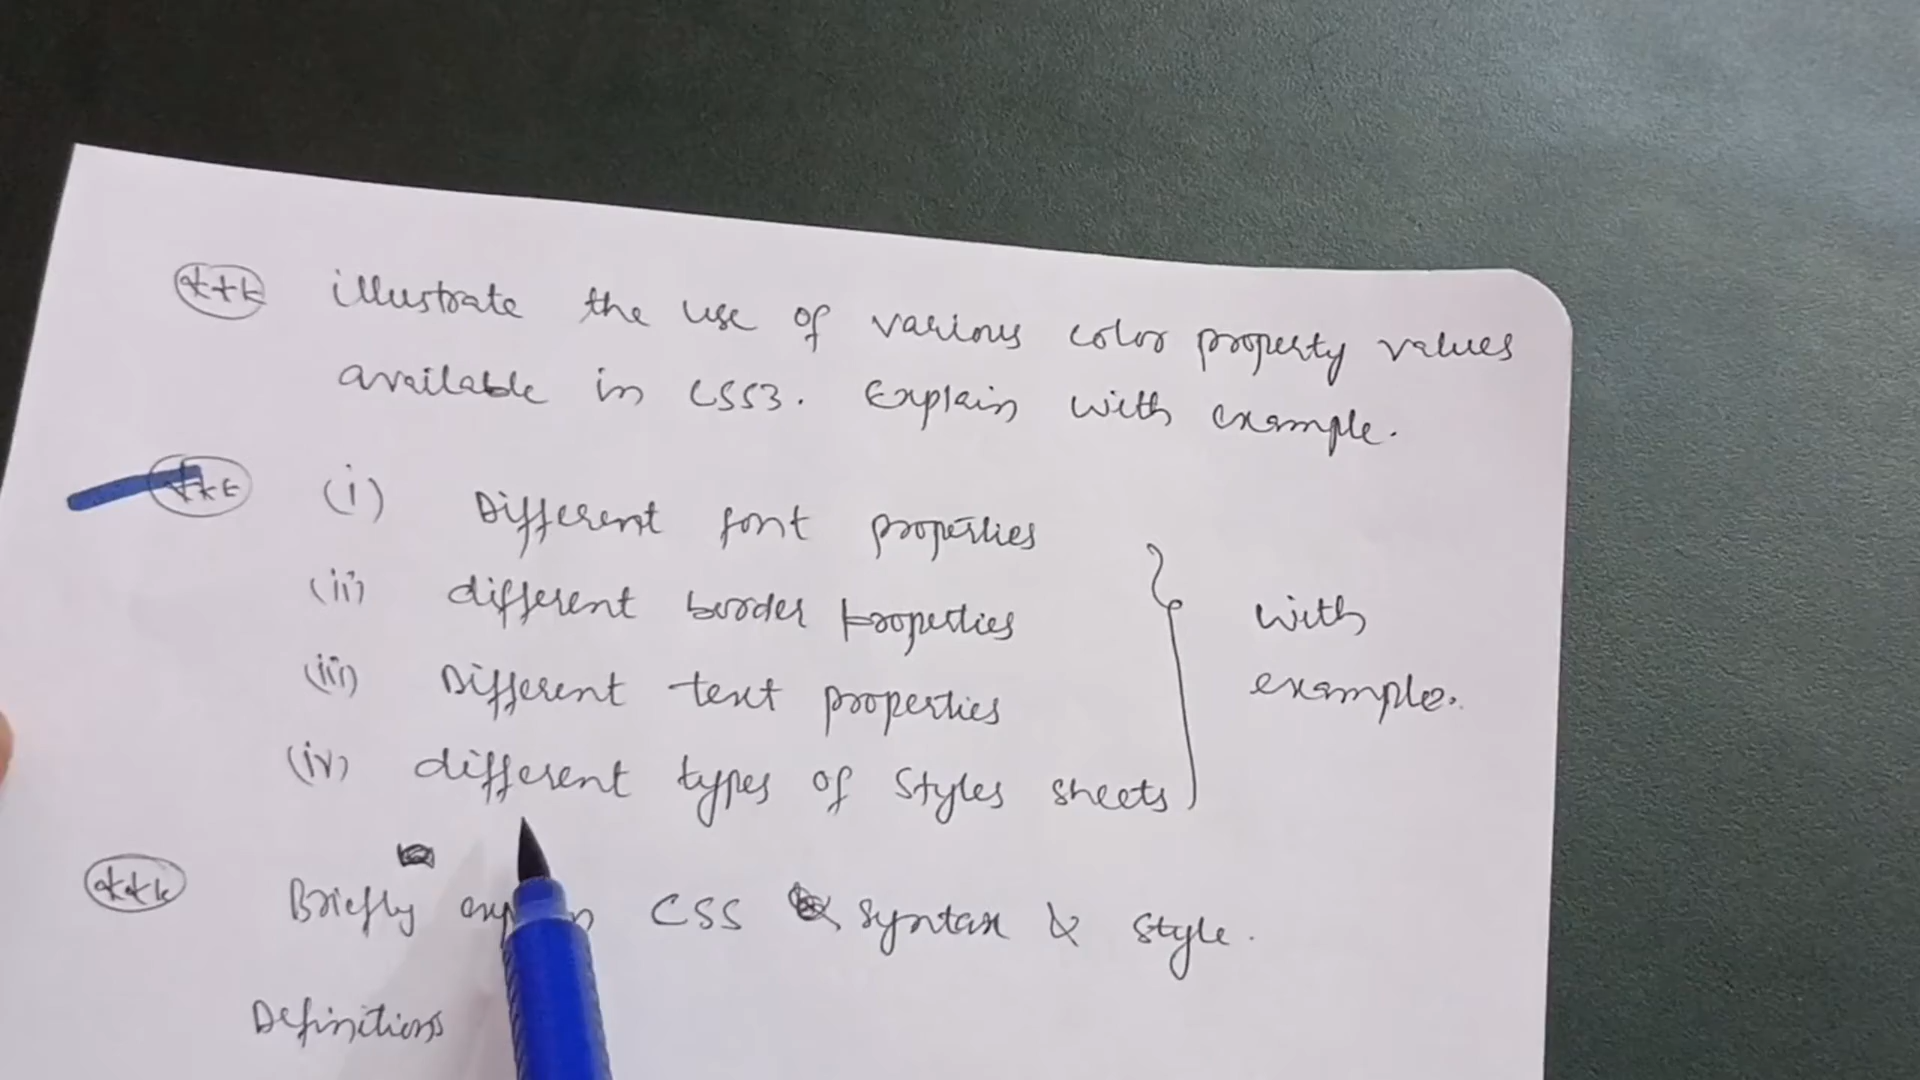 *** illustrate the use of various color property values
available in CSS3. Explain with example.
*** (i) Different font properties
(ii) different border properties
(iii) Different text properties
(iv) different types of Styles sheets
with
example.
*** Briefly CSS syntax & style.
Definitions